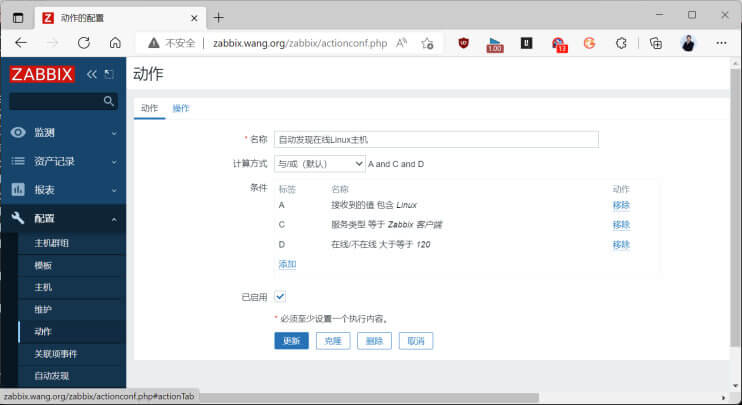 动作的配置
不安全
zabbix.wang.org/zabbix/actionconf.php
1.00
13
ZABBIX
监测
资产记录
报表
配置
主机群组
模板
主机
维护
动作
关联项事件
自动发现
动作
动作 操作
* 名称 自动发现在线Linux主机
计算方式 与/或（默认） A and C and D
条件 标签 名称 动作
A 接收到的值 包含 Linux 移除
C 服务类型 等于 Zabbix 客户端 移除
D 在线/不在线 大于等于 120 移除
添加
已启用
* 必须至少设置一个执行内容。
更新 克隆 删除 取消
zabbix.wang.org/zabbix/actionconf.php#actionTab